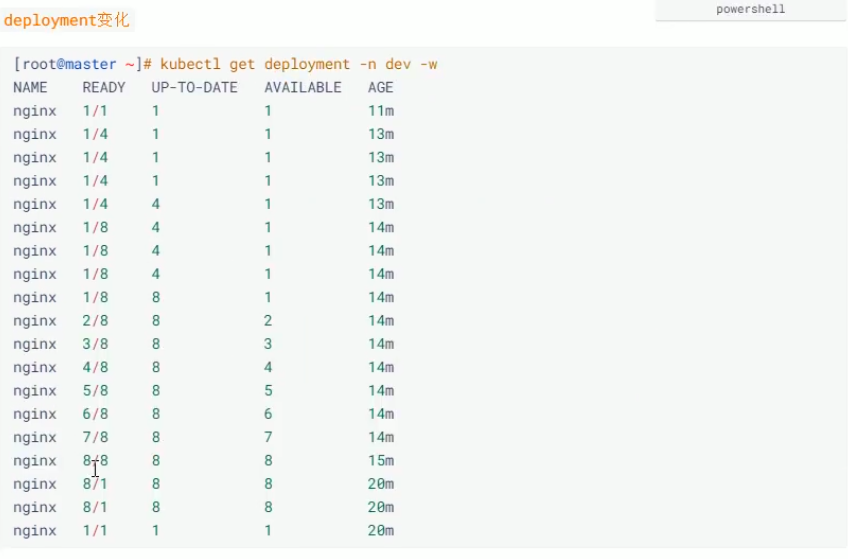 powershell
deployment变化
[root@master ~]# kubectl get deployment -n dev -w
NAME READY UP-TO-DATE AVAILABLE AGE
nginx 1/1 1 1 11m
nginx 1/4 1 1 13m
nginx 1/4 1 1 13m
nginx 1/4 1 1 13m
nginx 1/4 4 1 13m
nginx 1/8 4 1 14m
nginx 1/8 4 1 14m
nginx 1/8 4 1 14m
nginx 1/8 8 1 14m
nginx 2/8 8 2 14m
nginx 3/8 8 3 14m
nginx 4/8 8 4 14m
nginx 5/8 8 5 14m
nginx 6/8 8 6 14m
nginx 7/8 8 7 14m
nginx 8/8 8 8 15m
nginx 8/1 8 8 20m
nginx 8/1 8 8 20m
nginx 1/1 1 1 20m